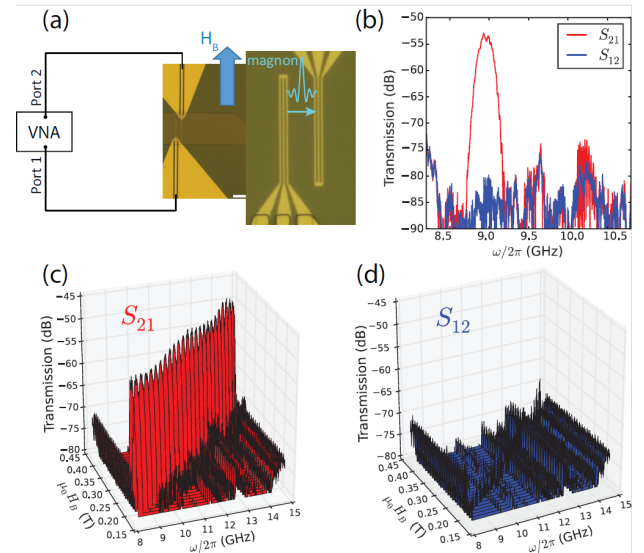 (a)
H_B
magnon
Port 2
VNA
Port 1
(b)
S_21
S_12
Transmission (dB)
−50
−55
−60
−65
−70
−75
−80
−85
−90
8.5
9.0
9.5
10.0
10.5
ω/2π (GHz)
(c)
S_21
Transmission (dB)
−45
−50
−55
−60
−65
−70
−75
−80
0.45
0.40
0.35
0.30
0.25
0.20
0.15
μ_0 H_B (T)
8
9
10
11
12
13
14
15
ω/2π (GHz)
(d)
S_12
Transmission (dB)
−45
−50
−55
−60
−65
−70
−75
−80
0.45
0.40
0.35
0.30
0.25
0.20
0.15
μ_0 H_B (T)
8
9
10
11
12
13
14
15
ω/2π (GHz)